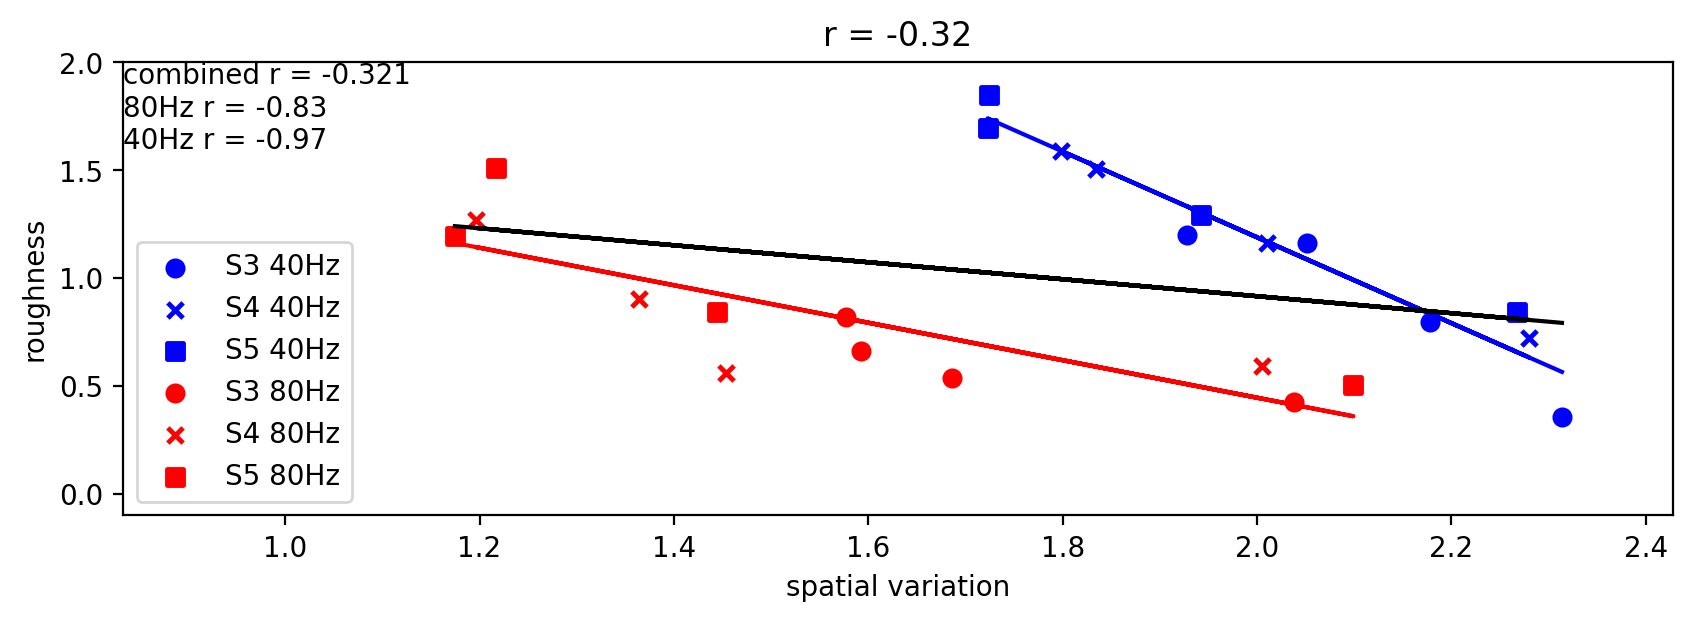 r = -0.32
combined r = -0.321
80Hz r = -0.83
40Hz r = -0.97
2.0
1.5
1.0
0.5
0.0
roughness
S3 40Hz
S4 40Hz
S5 40Hz
S3 80Hz
S4 80Hz
S5 80Hz
1.0 1.2 1.4 1.6 1.8 2.0 2.2 2.4
spatial variation